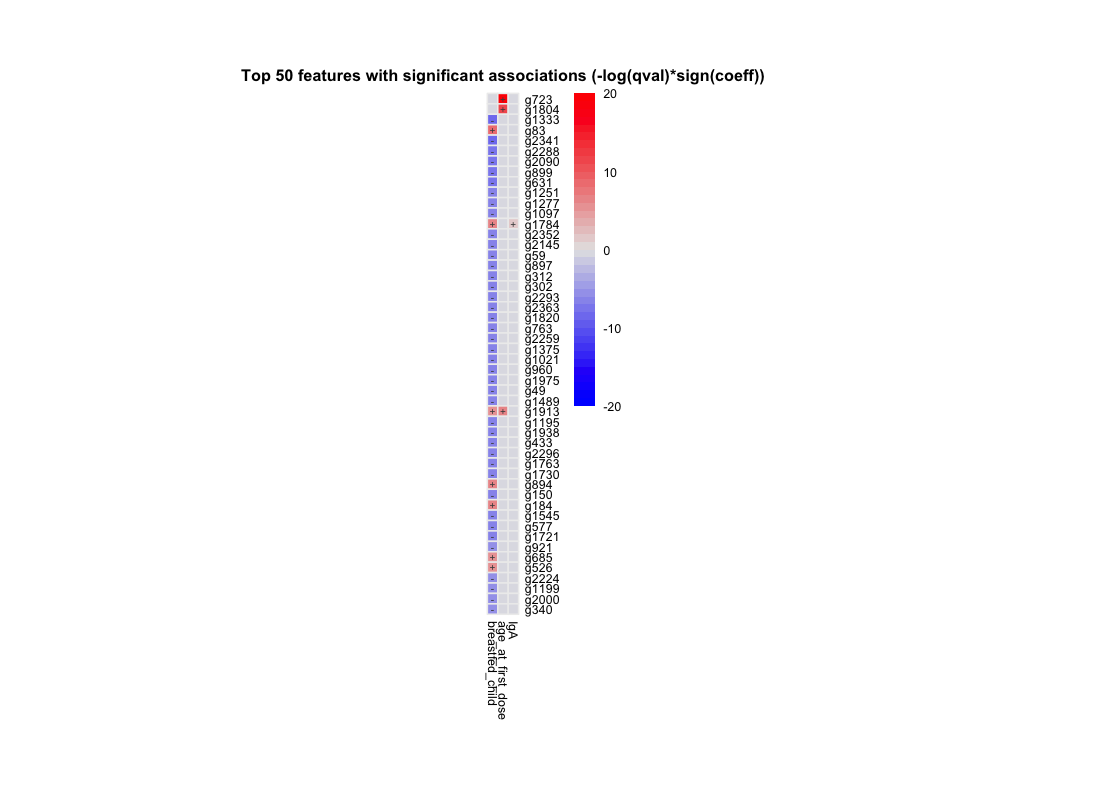 Top 50 features with significant associations (-log(qval)*sign(coeff))
g723
g1804
g1333
g83
g2341
g2288
g2090
g899
g631
g1251
g1277
g1097
g1784
g2352
g2145
g59
g897
g312
g302
g2293
g2363
g1820
g763
g2259
g1375
g1021
g960
g1975
g49
g1489
g1913
g1195
g1938
g433
g2296
g1763
g1730
g894
g150
g184
g1545
g577
g1721
g921
g685
g526
g2224
g1199
g2000
g340
20
10
0
-10
-20
breastfed_child
age_at_first_dose
IgA